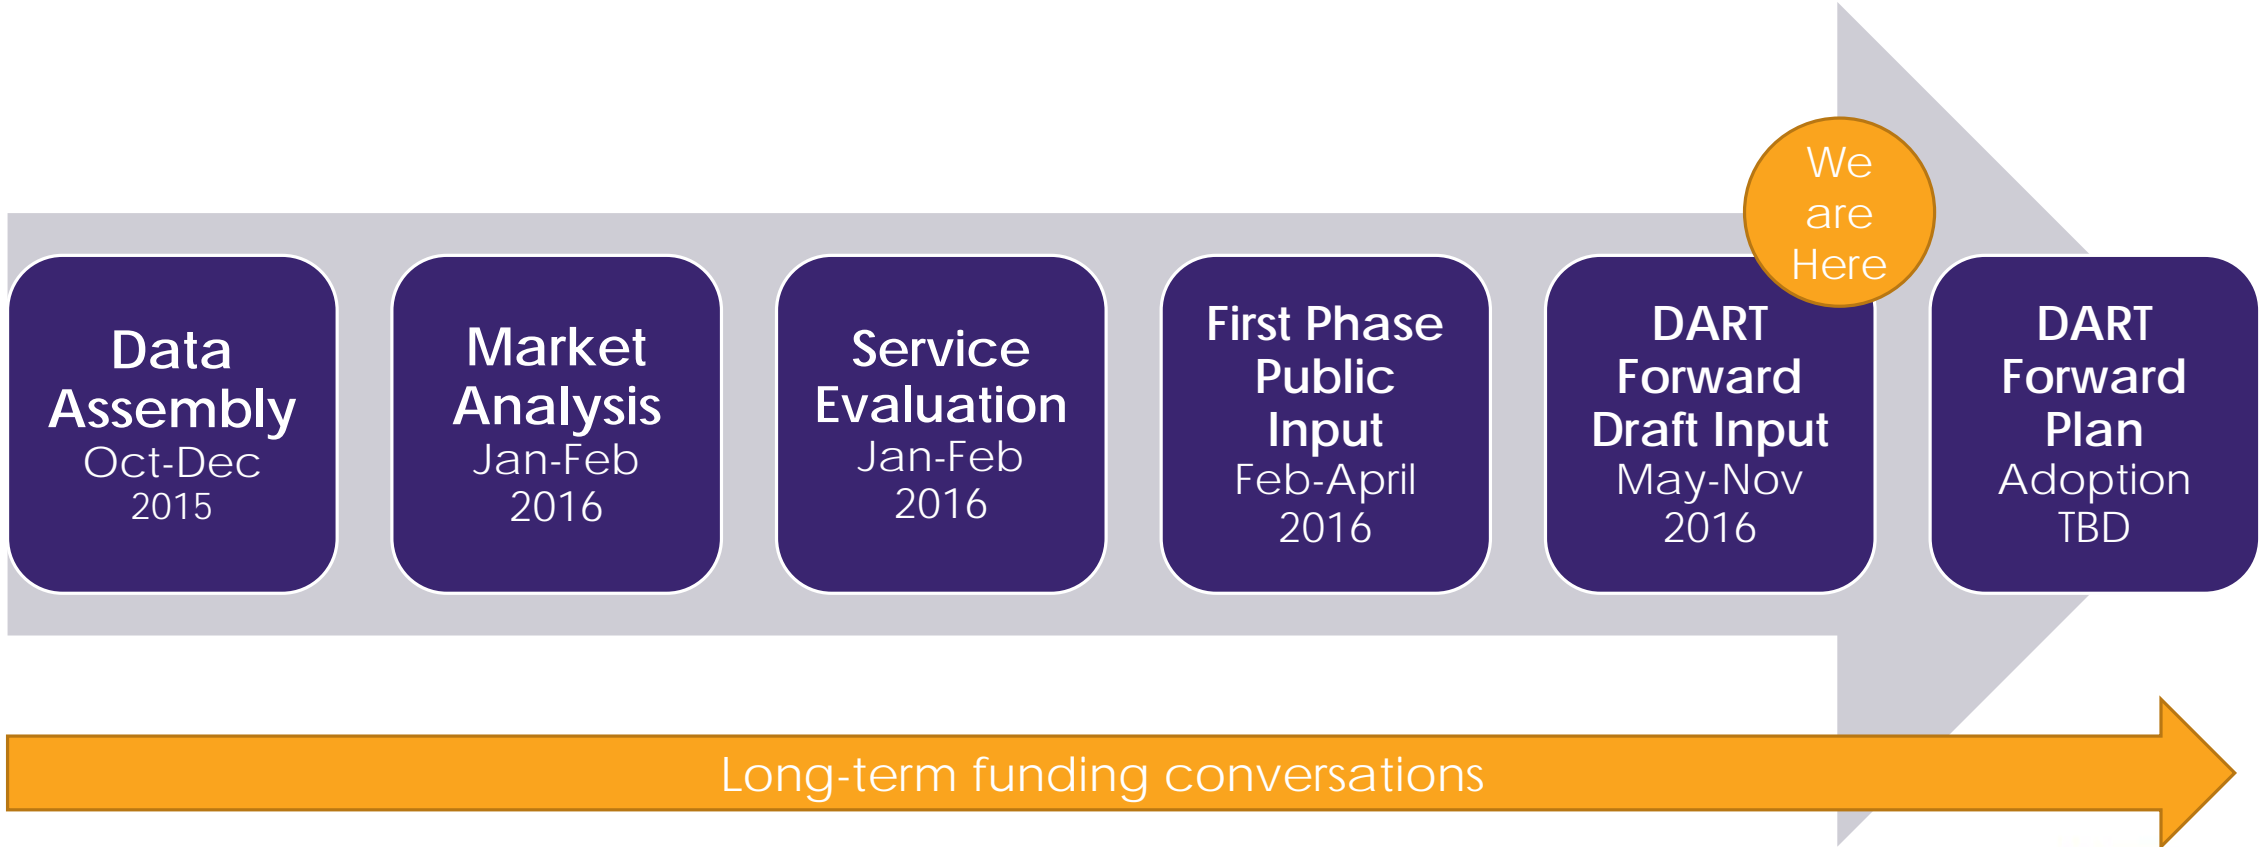 We
are
Here
Data
Assembly
Oct-Dec
2015
Market
Analysis
Jan-Feb
2016
Service
Evaluation
Jan-Feb
2016
First Phase
Public
Input
Feb-April
2016
DART
Forward
Draft Input
May-Nov
2016
DART
Forward
Plan
Adoption
TBD
Long-term funding conversations